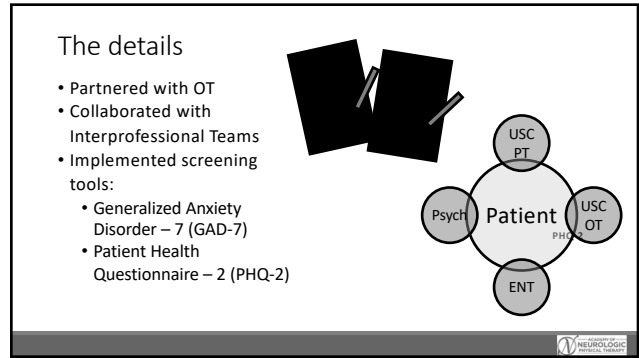 The details
• Partnered with OT
• Collaborated with
Interprofessional Teams
• Implemented screening
tools:
• Generalized Anxiety
Disorder – 7 (GAD-7)
• Patient Health
Questionnaire – 2 (PHQ-2)
USC
PT
Psych
Patient
USC
OT
PHQ-2
ENT
ACADEMY OF
NEUROLOGIC
PHYSICAL THERAPY